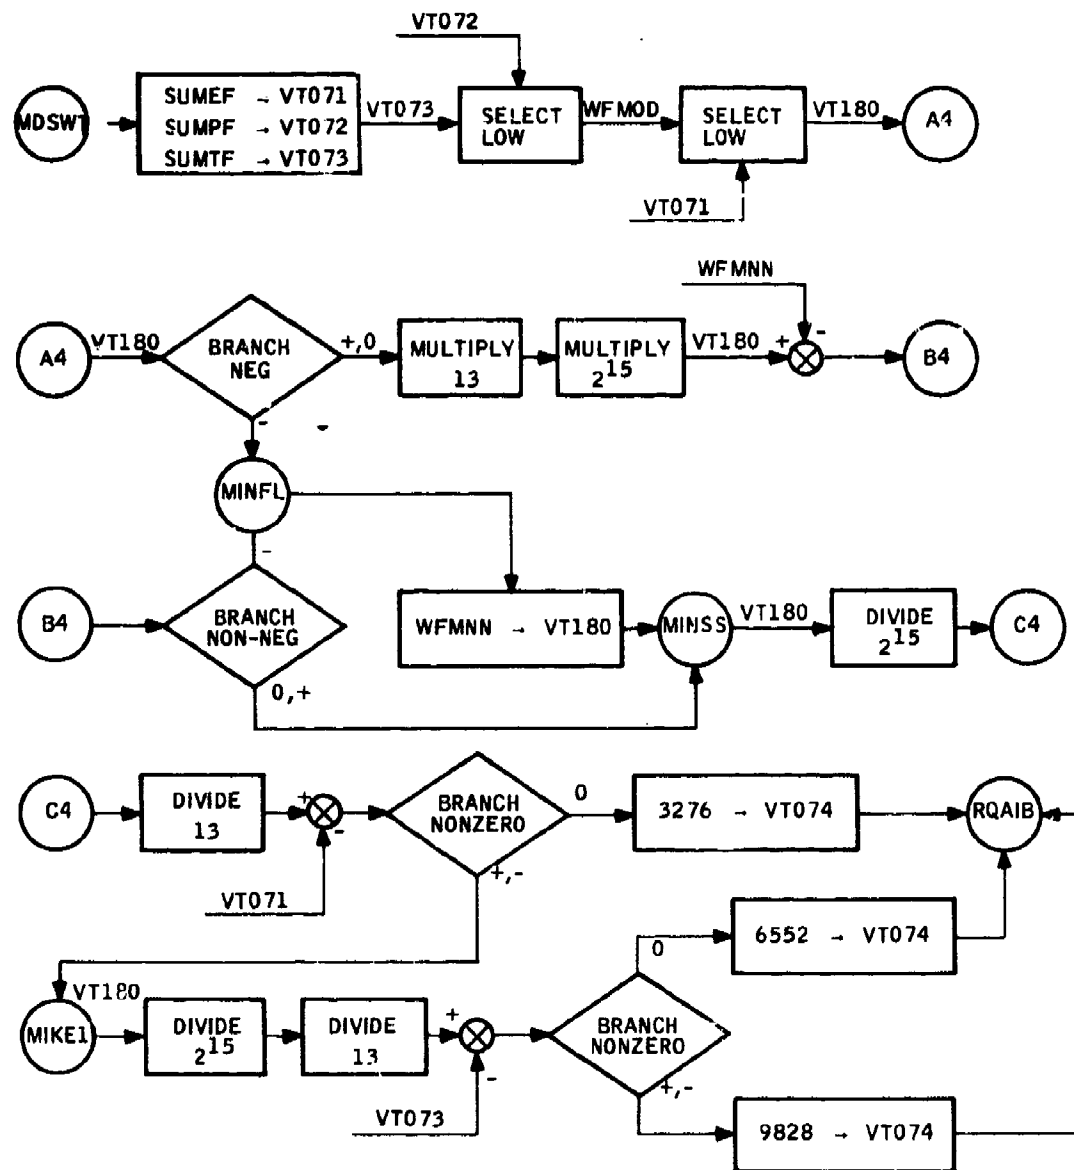 VT072
MDSWT
SUMEF → VT071
SUMPF → VT072
SUMTF → VT073
VT073
SELECT
LOW
WFMOD
SELECT
LOW
VT180
A4
VT071
WFMNN
A4
VT180
BRANCH
NEG
+,0
MULTIPLY
13
MULTIPLY
2^15
VT180
+
-
B4
-
MINFL
-
B4
BRANCH
NON-NEG
0,+
WFMNN → VT180
MINSS
VT180
DIVIDE
2^15
C4
C4
DIVIDE
13
+
-
VT071
BRANCH
NONZERO
0
+,-
3276 → VT074
RQAIB
6552 → VT074
VT180
MIKE1
DIVIDE
2^15
DIVIDE
13
+
-
VT073
BRANCH
NONZERO
0
+,-
9828 → VT074